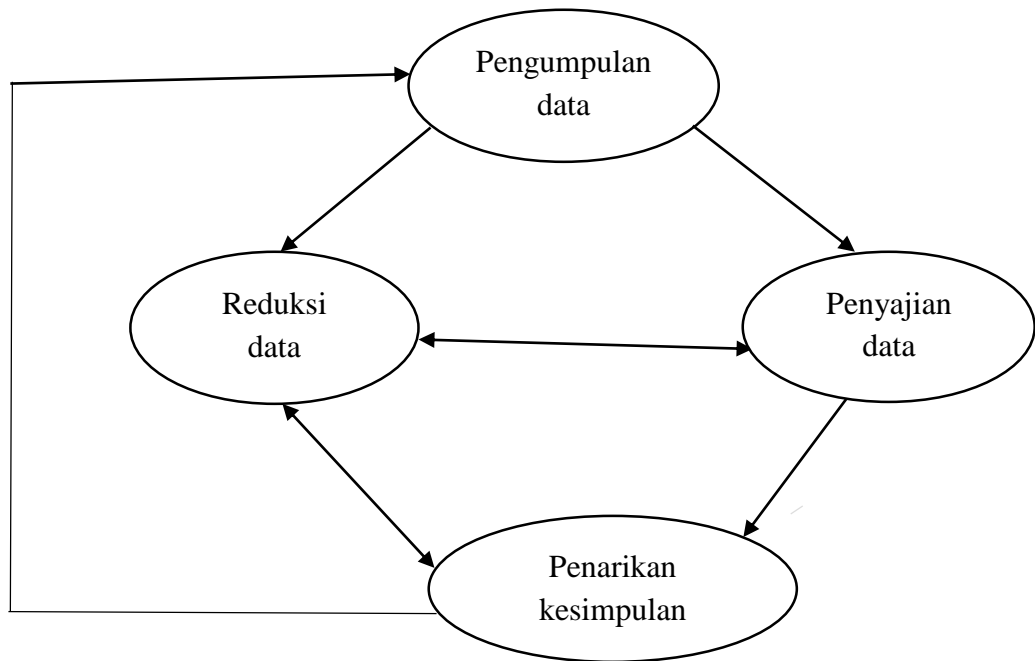 Pengumpulan
data
Reduksi
data
Penyajian
data
Penarikan
kesimpulan